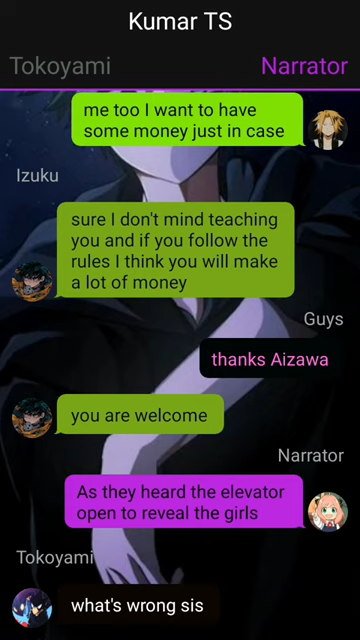 Kumar TS
Tokoyami
Narrator
me too I want to have
some money just in case
Izuku
sure I don't mind teaching
you and if you follow the
rules I think you will make
a lot of money
Guys
thanks Aizawa
you are welcome
Narrator
As they heard the elevator
open to reveal the girls
Tokoyami
what's wrong sis